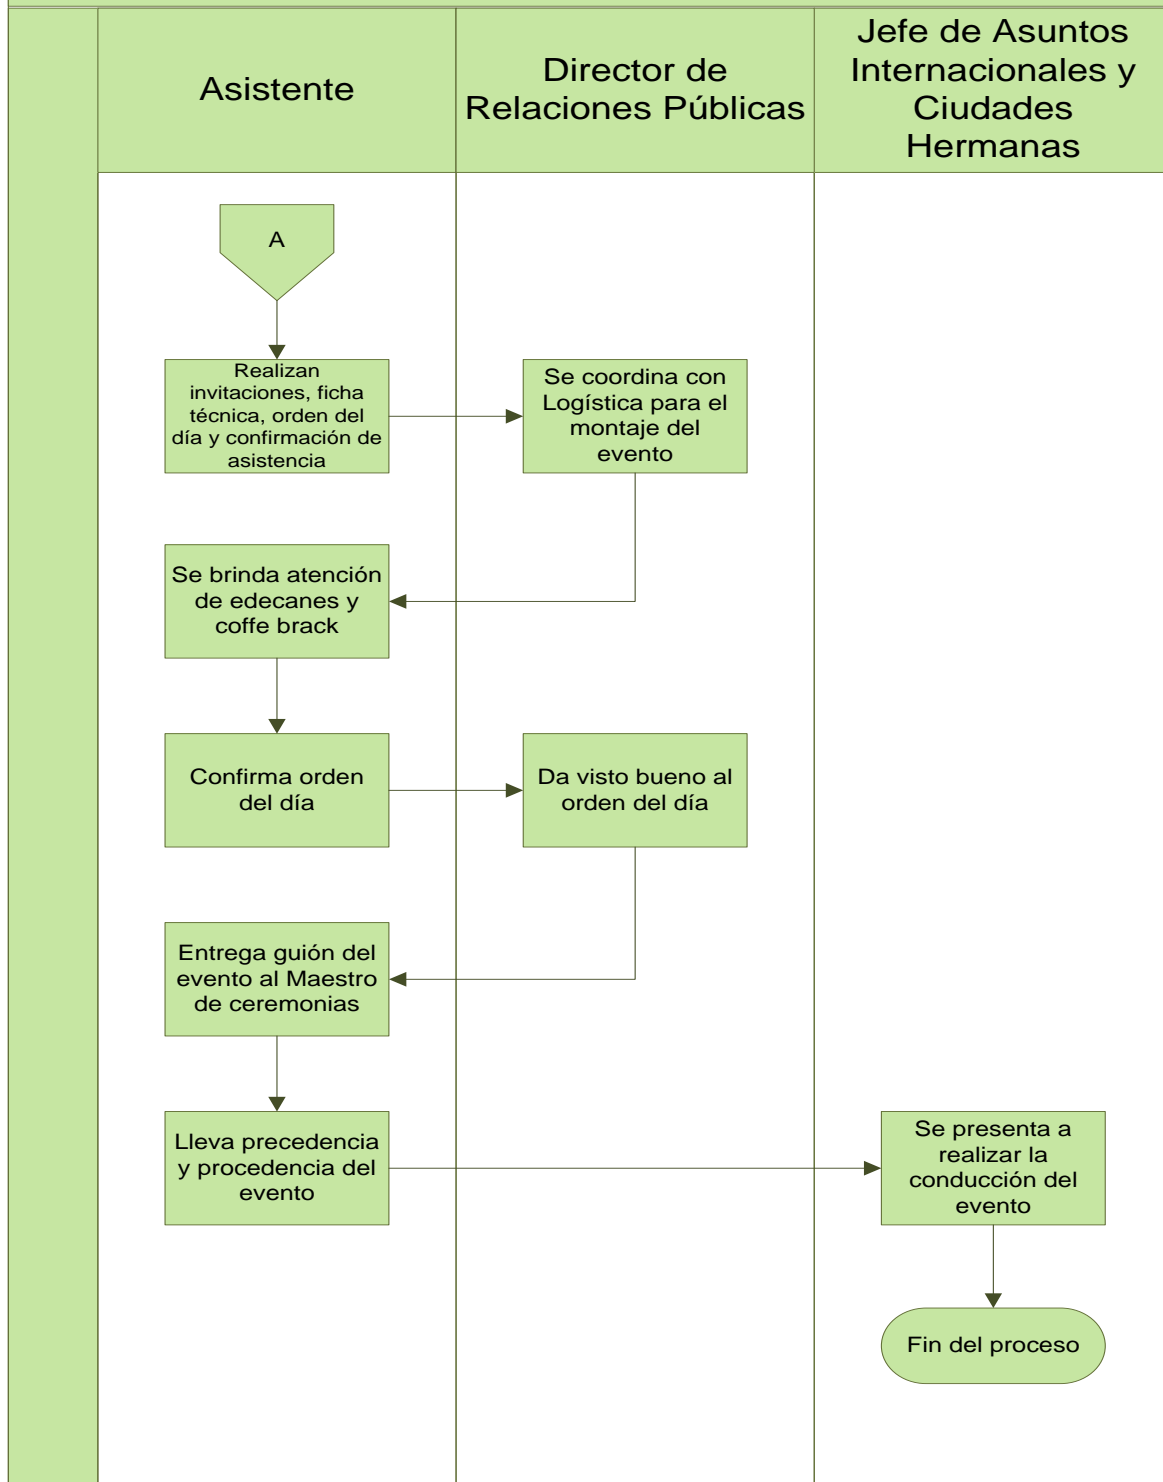 Asistente
Director de
Relaciones Públicas
Jefe de Asuntos
Internacionales y
Ciudades
Hermanas
A
Realizan
invitaciones, ficha
técnica, orden del
día y confirmación de
asistencia
Se coordina con
Logística para el
montaje del
evento
Se brinda atención
de edecanes y
coffe brack
Confirma orden
del día
Da visto bueno al
orden del día
Entrega guión del
evento al Maestro
de ceremonias
Lleva precedencia
y procedencia del
evento
Se presenta a
realizar la
conducción del
evento
Fin del proceso